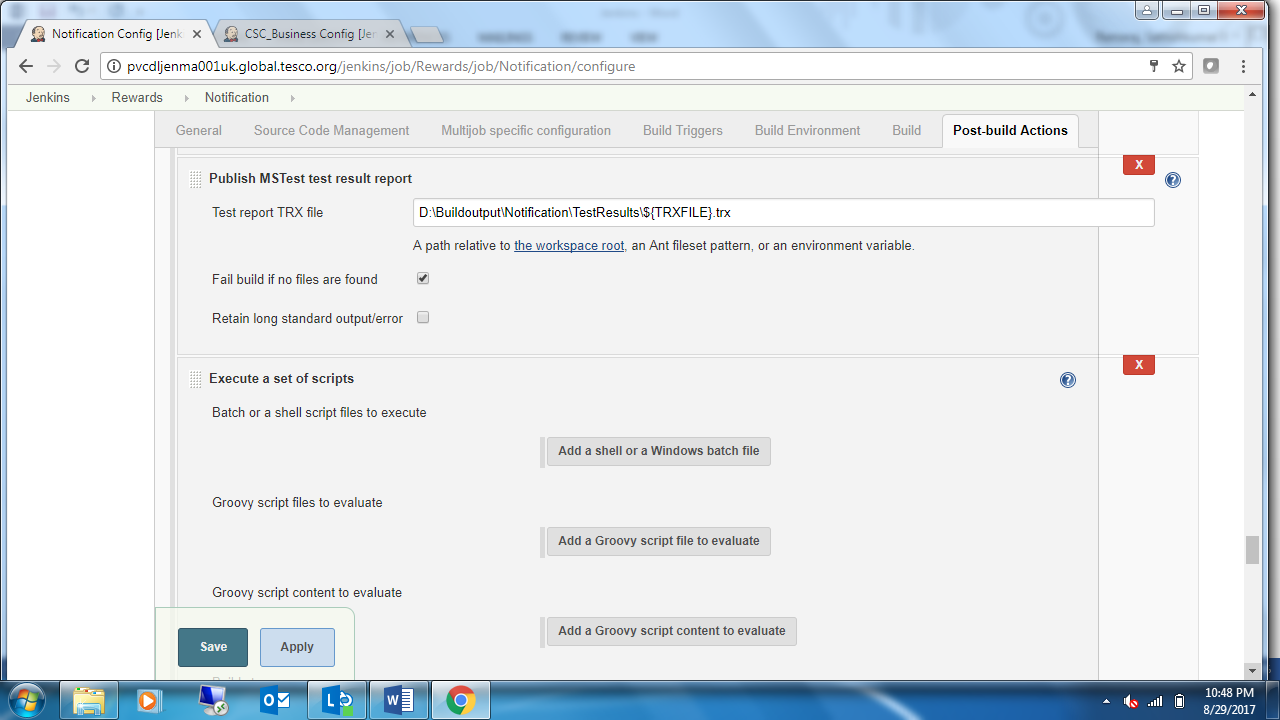 Notification Config [Jenk
CSC_Business Config [Jen
pvcdljenma001uk.global.tesco.org/jenkins/job/Rewards/job/Notification/configure
Jenkins Rewards Notification
General Source Code Management Multijob specific configuration Build Triggers Build Environment Build Post-build Actions
X
Publish MSTest test result report
Test report TRX file D:\Buildoutput\Notification\TestResults\${TRXFILE}.trx
A path relative to the workspace root, an Ant fileset pattern, or an environment variable.
Fail build if no files are found
Retain long standard output/error
X
Execute a set of scripts
Batch or a shell script files to execute
Add a shell or a Windows batch file
Groovy script files to evaluate
Add a Groovy script file to evaluate
Groovy script content to evaluate
Add a Groovy script content to evaluate
Save Apply
10:48 PM
8/29/2017